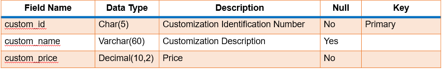 Field Name Data Type Description Null Key
custom_id Char(5) Customization Identification Number No Primary
custom_name Varchar(60) Customization Description Yes
custom_price Decimal(10,2) Price No